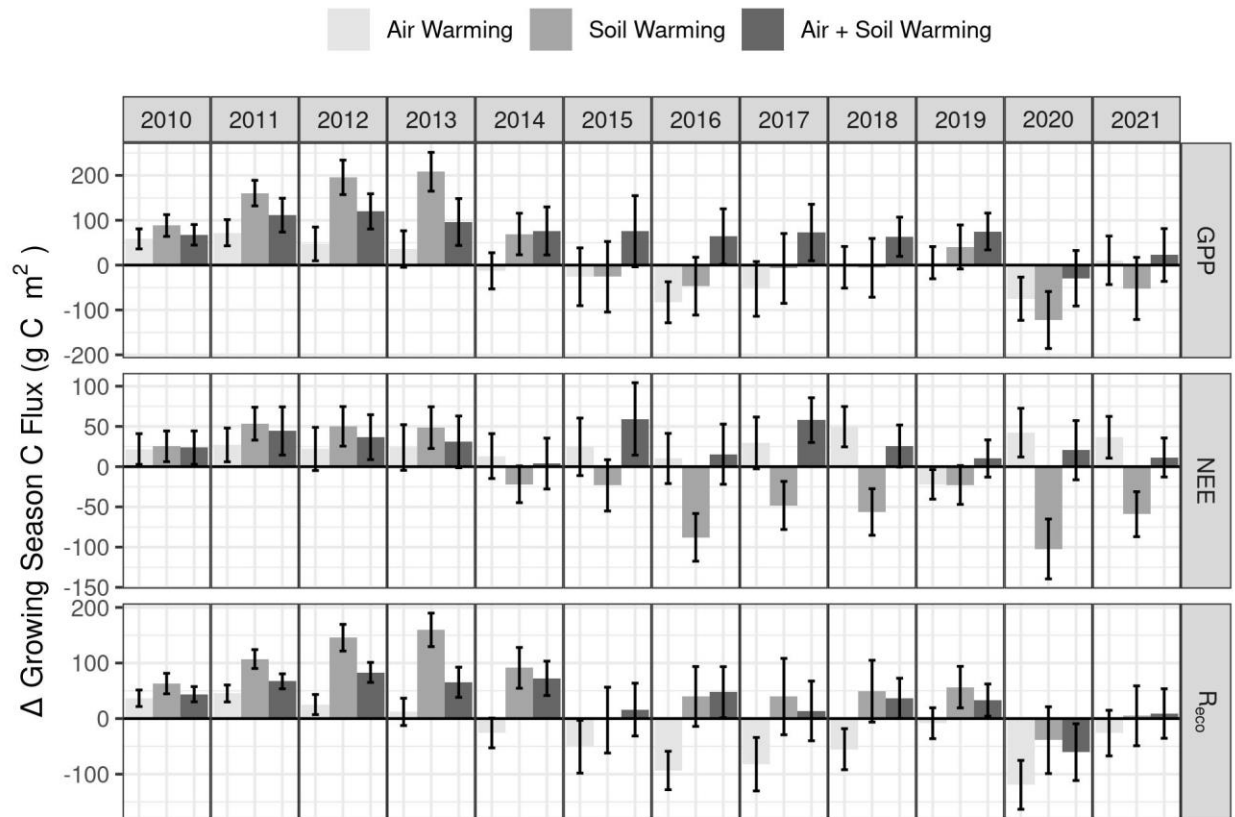 Air Warming Soil Warming Air + Soil Warming
2010 2011 2012 2013 2014 2015 2016 2017 2018 2019 2020 2021
Δ Growing Season C Flux (g C m²)
200
100
0
-100
-200
GPP
100
50
0
-50
-100
-150
NEE
200
100
0
-100
Reco